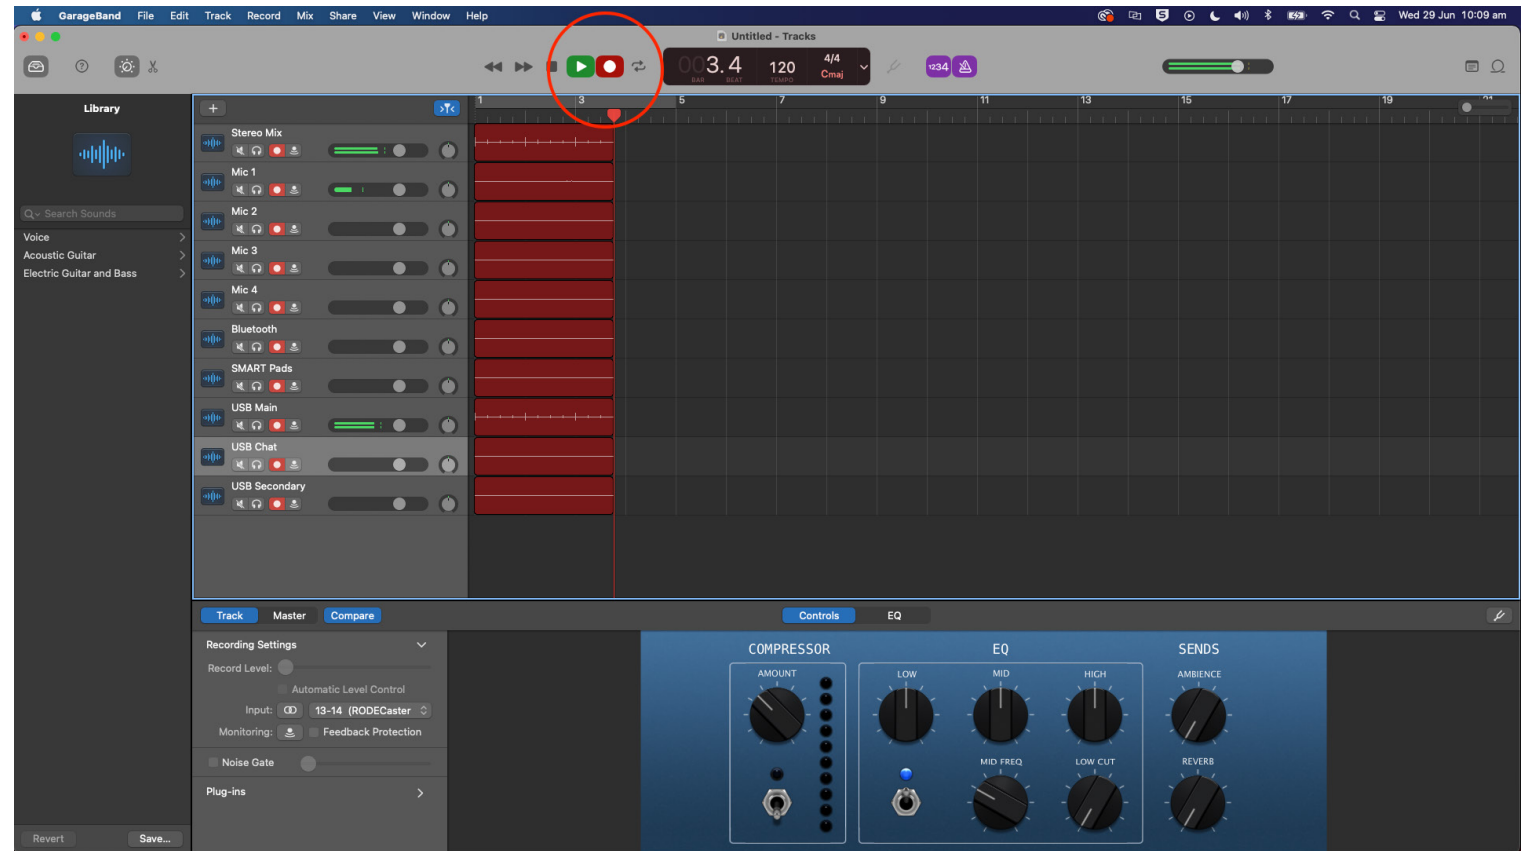 GarageBand File Edit Track Record Mix Share View Window Help
Wed 29 Jun 10:09 am
Untitled - Tracks
003.4
BAR BEAT
120
TEMPO
4/4
Cmaj
1234
Library
Search Sounds
Voice
Acoustic Guitar
Electric Guitar and Bass
1 3 5 7 9 11 13 15 17 19 21
Stereo Mix
Mic 1
Mic 2
Mic 3
Mic 4
Bluetooth
SMART Pads
USB Main
USB Chat
USB Secondary
Track Master Compare
Controls EQ
Recording Settings
Record Level:
Automatic Level Control
Input: 13-14 (RODECaster
Monitoring: Feedback Protection
Noise Gate
Plug-ins
COMPRESSOR
AMOUNT
EQ
LOW MID HIGH
MID FREQ LOW CUT
SENDS
AMBIENCE
REVERB
Revert Save...